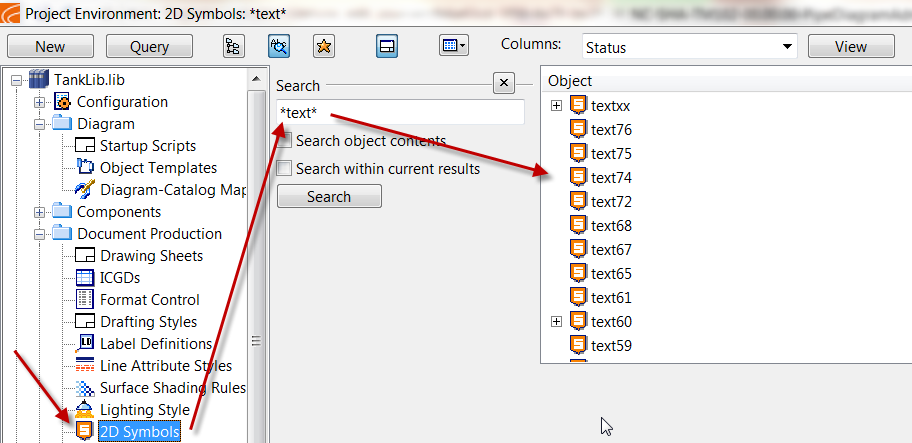 Project Environment: 2D Symbols: *text*
New
Query
Columns:
Status
View
TankLib.lib
Configuration
Diagram
Startup Scripts
Object Templates
Diagram-Catalog Map
Components
Document Production
Drawing Sheets
ICGDs
Format Control
Drafting Styles
Label Definitions
Line Attribute Styles
Surface Shading Rules
Lighting Style
2D Symbols
Search
*text*
Search object contents
Search within current results
Search
Object
textxx
text76
text75
text74
text72
text68
text67
text65
text61
text60
text59